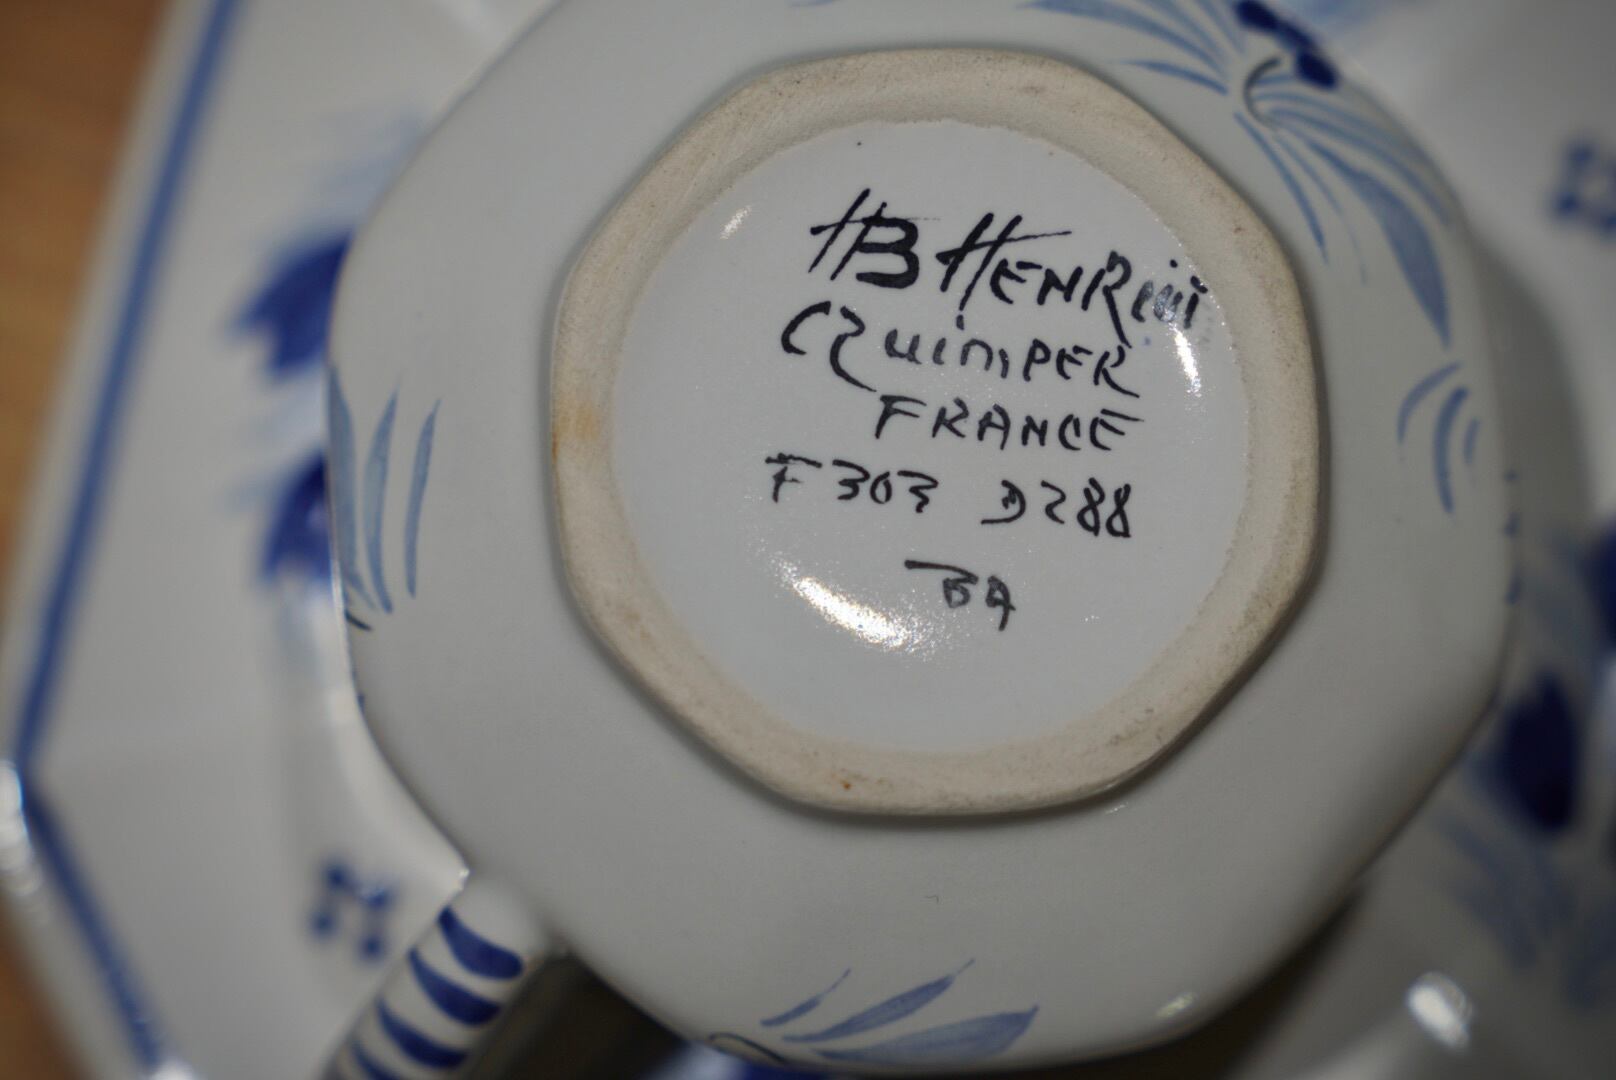 HB HENRiot
QuimPER
FRANCE
F303 D288
BA